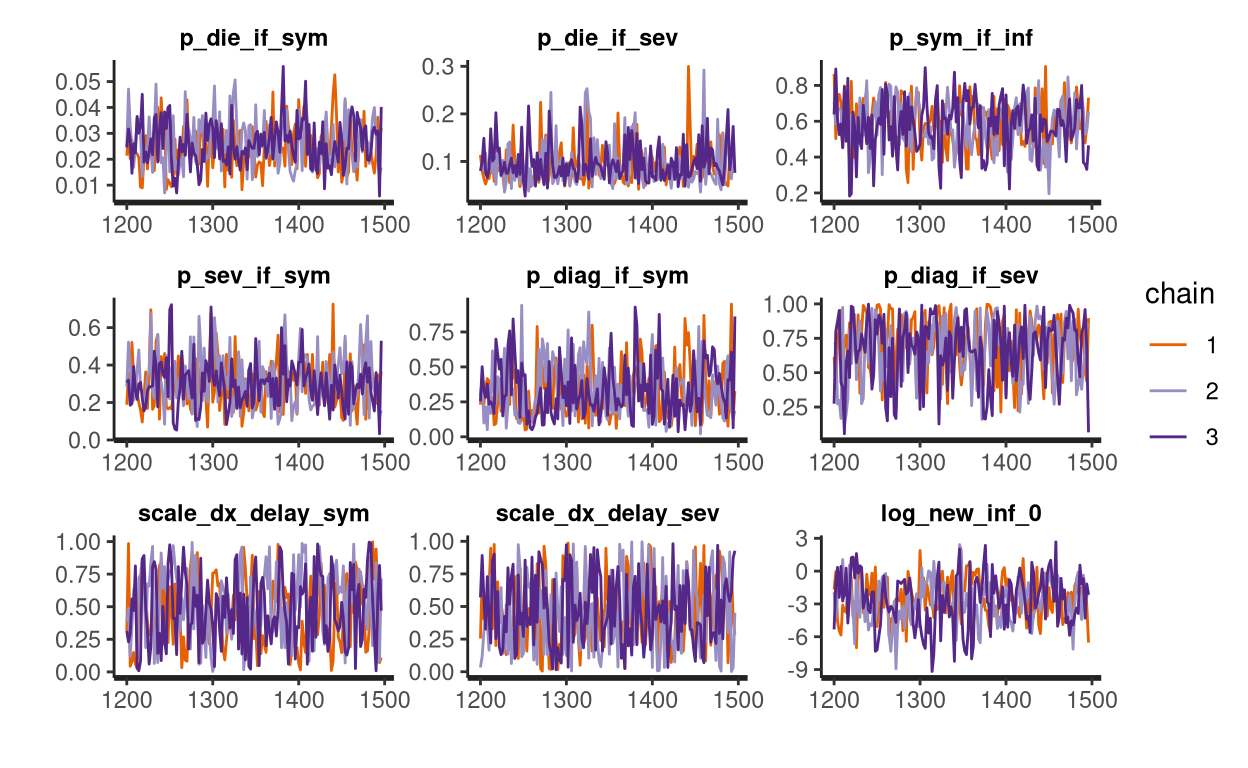 p_die_if_sym p_die_if_sev p_sym_if_inf
0.05 0.04 0.03 0.02 0.01
0.3 0.2 0.1
0.8 0.6 0.4 0.2
1200 1300 1400 1500 1200 1300 1400 1500 1200 1300 1400 1500
p_sev_if_sym p_diag_if_sym p_diag_if_sev
0.6 0.4 0.2 0.0
0.75 0.50 0.25 0.00
1.00 0.75 0.50 0.25
1200 1300 1400 1500 1200 1300 1400 1500 1200 1300 1400 1500
scale_dx_delay_sym scale_dx_delay_sev log_new_inf_0
1.00 0.75 0.50 0.25 0.00
1.00 0.75 0.50 0.25 0.00
3 0 -3 -6 -9
1200 1300 1400 1500 1200 1300 1400 1500 1200 1300 1400 1500
chain
1
2
3